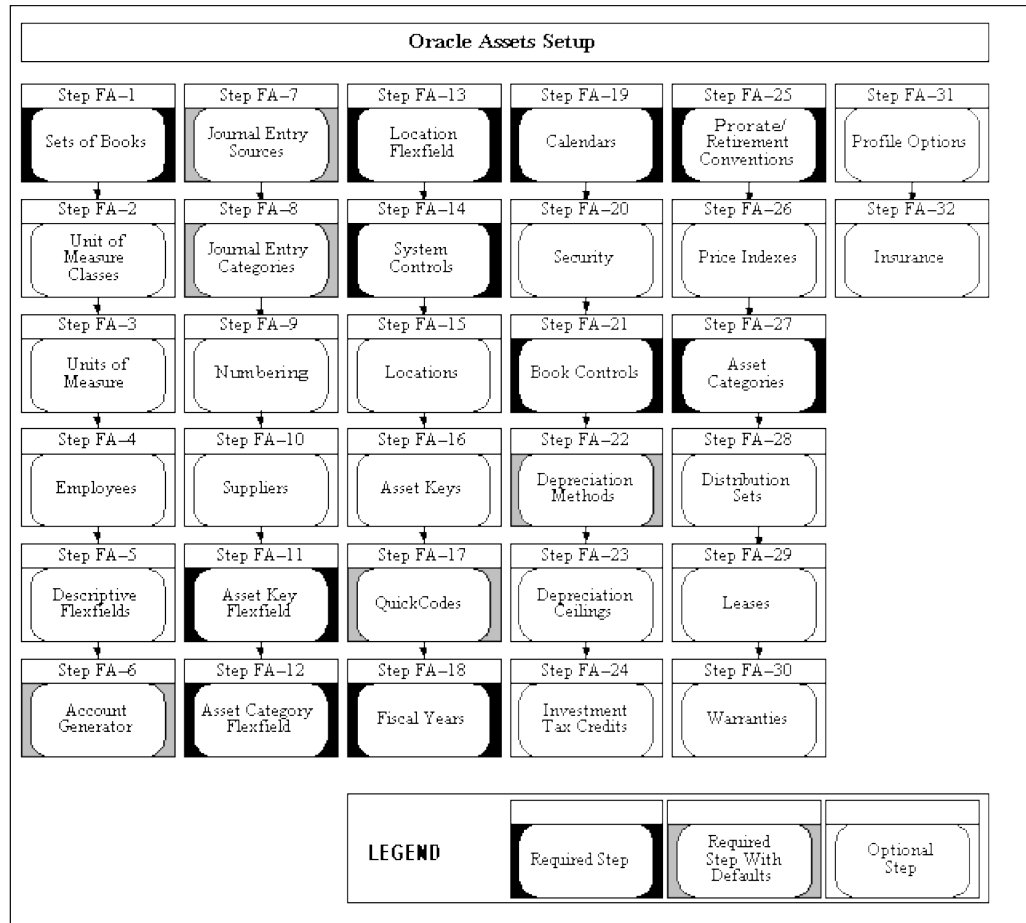 Oracle Assets Setup
Step FA–1
Sets of Books
Step FA–2
Unit of
Measure
Classes
Step FA–3
Units of
Measure
Step FA–4
Employees
Step FA–5
Descriptive
Flexfields
Step FA–6
Account
Generator
Step FA–7
Journal Entry
Sources
Step FA–8
Journal Entry
Categories
Step FA–9
Numbering
Step FA–10
Suppliers
Step FA–11
Asset Key
Flexfield
Step FA–12
Asset Category
Flexfield
Step FA–13
Location
Flexfield
Step FA–14
System
Controls
Step FA–15
Locations
Step FA–16
Asset Keys
Step FA–17
QuickCodes
Step FA–18
Fiscal Years
Step FA–19
Calendars
Step FA–20
Security
Step FA–21
Book Controls
Step FA–22
Depreciation
Methods
Step FA–23
Depreciation
Ceilings
Step FA–24
Investment
Tax Credits
Step FA–25
Prorate/
Retirement
Conventions
Step FA–26
Price Indexes
Step FA–27
Asset
Categories
Step FA–28
Distribution
Sets
Step FA–29
Leases
Step FA–30
Warranties
Step FA–31
Profile Options
Step FA–32
Insurance
LEGEND
Required Step
Required
Step With
Defaults
Optional
Step